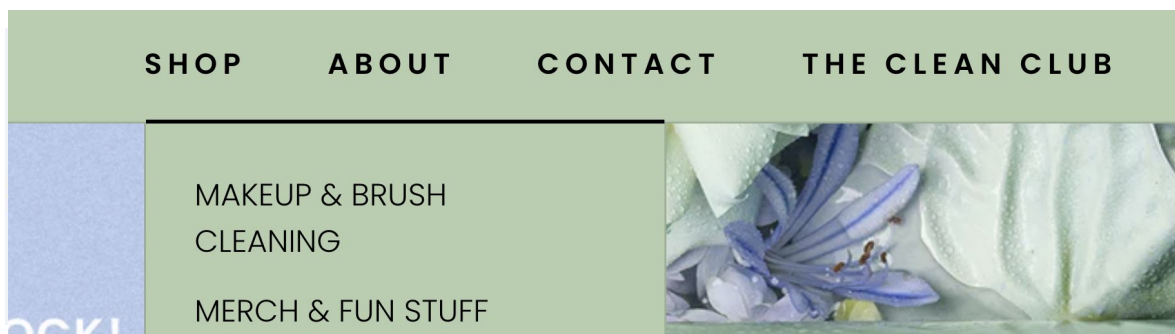 SHOP ABOUT CONTACT THE CLEAN CLUB
MAKEUP & BRUSH
CLEANING
MERCH & FUN STUFF